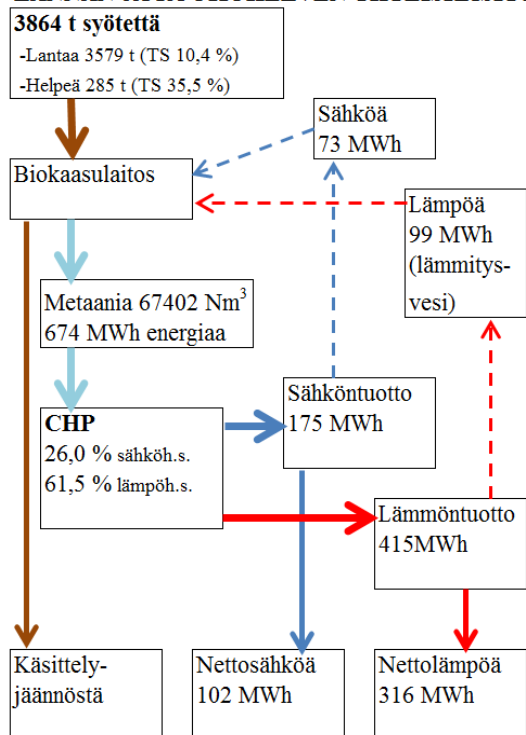 3864 t syötettä
-Lantaa 3579 t (TS 10,4 %)
-Helpeä 285 t (TS 35,5 %)
Sähköä
73 MWh
Biokaasulaitos
Lämpöä
99 MWh
(lämmitys-
vesi)
Metaania 67402 Nm³
674 MWh energiaa
Sähköntuotto
175 MWh
CHP
26,0 % sähköh.s.
61,5 % lämpöh.s.
Lämmöntuotto
415MWh
Käsittely-
jäännöstä
Nettosähköä
102 MWh
Nettolämpöä
316 MWh